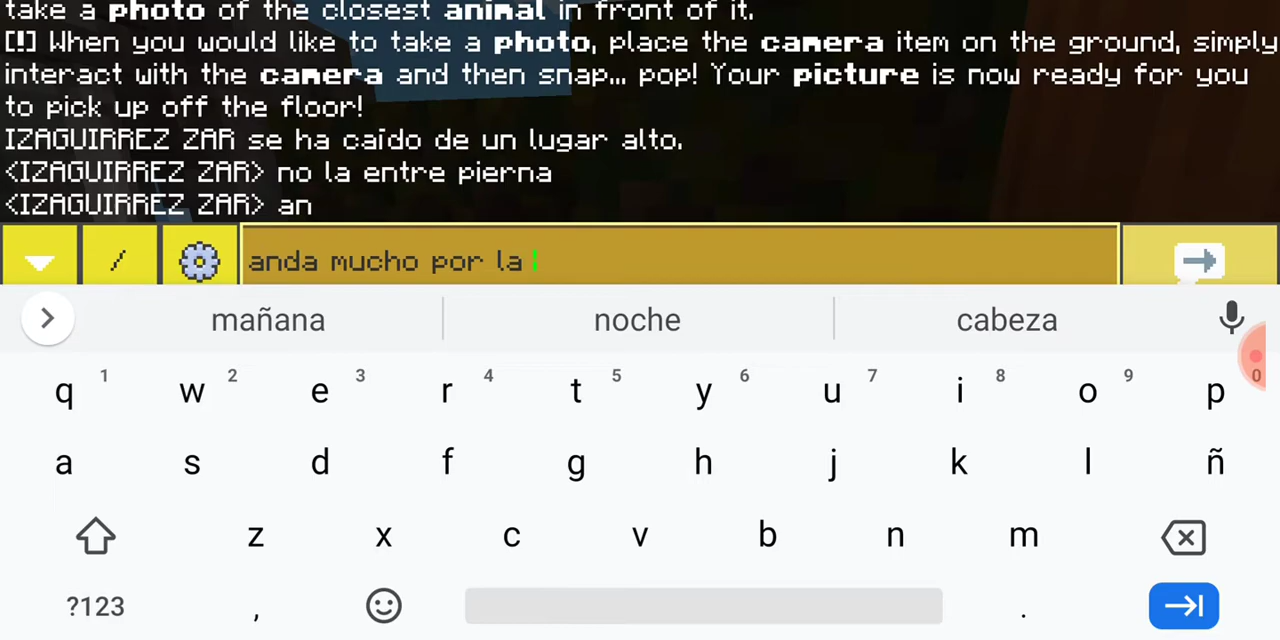 take a photo of the closest animal in front of it.
[!] When you would like to take a photo, place the camera item on the ground, simply
interact with the camera and then snap... pop! Your picture is now ready for you
to pick up off the floor!
IZAGUIRREZ ZAR se ha caído de un lugar alto.
<IZAGUIRREZ ZAR> no la entre pierna
<IZAGUIRREZ ZAR> an
/ anda mucho por la
mañana noche cabeza
q 1 w 2 e 3 r 4 t 5 y 6 u 7 i 8 o 9 p 0
a s d f g h j k l ñ
z x c v b n m
?123 , .